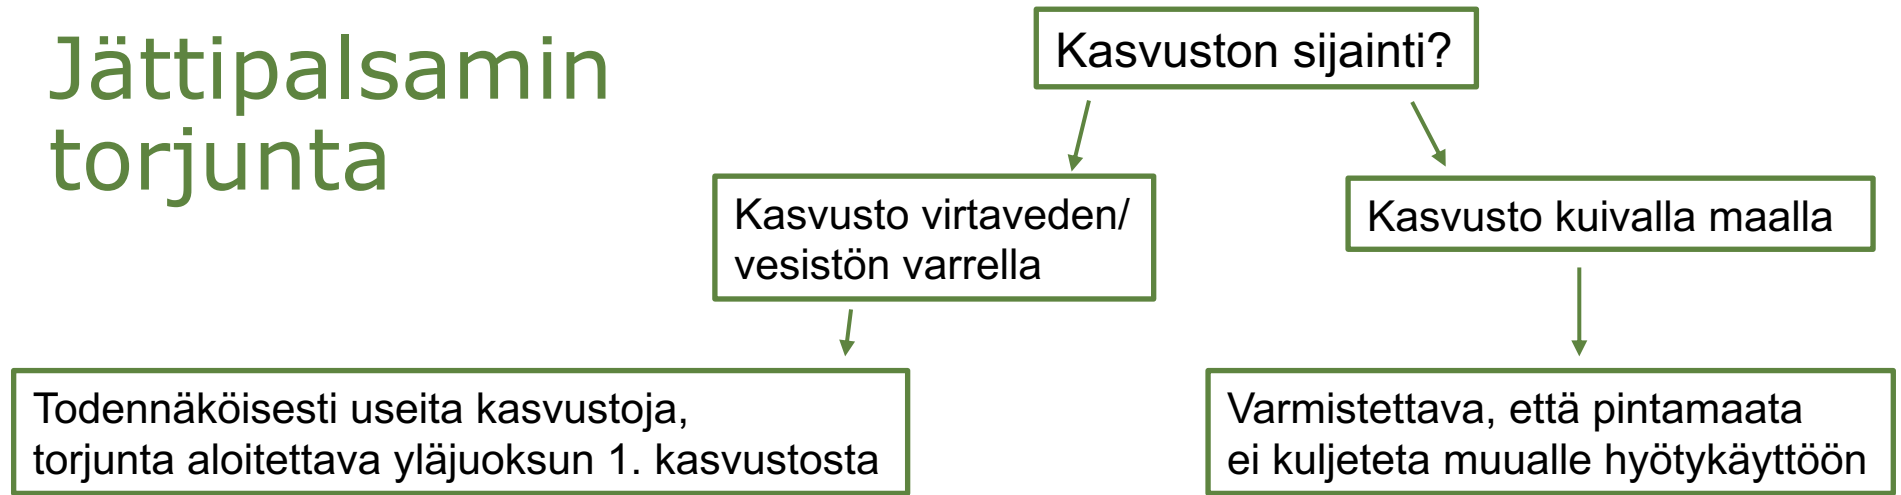 Jättipalsamin
torjunta
Kasvuston sijainti?
Kasvusto virtaveden/
vesistön varrella
Kasvusto kuivalla maalla
Todennäköisesti useita kasvustoja,
torjunta aloitettava yläjuoksun 1. kasvustosta
Varmistettava, että pintamaata
ei kuljeteta muualle hyötykäyttöön